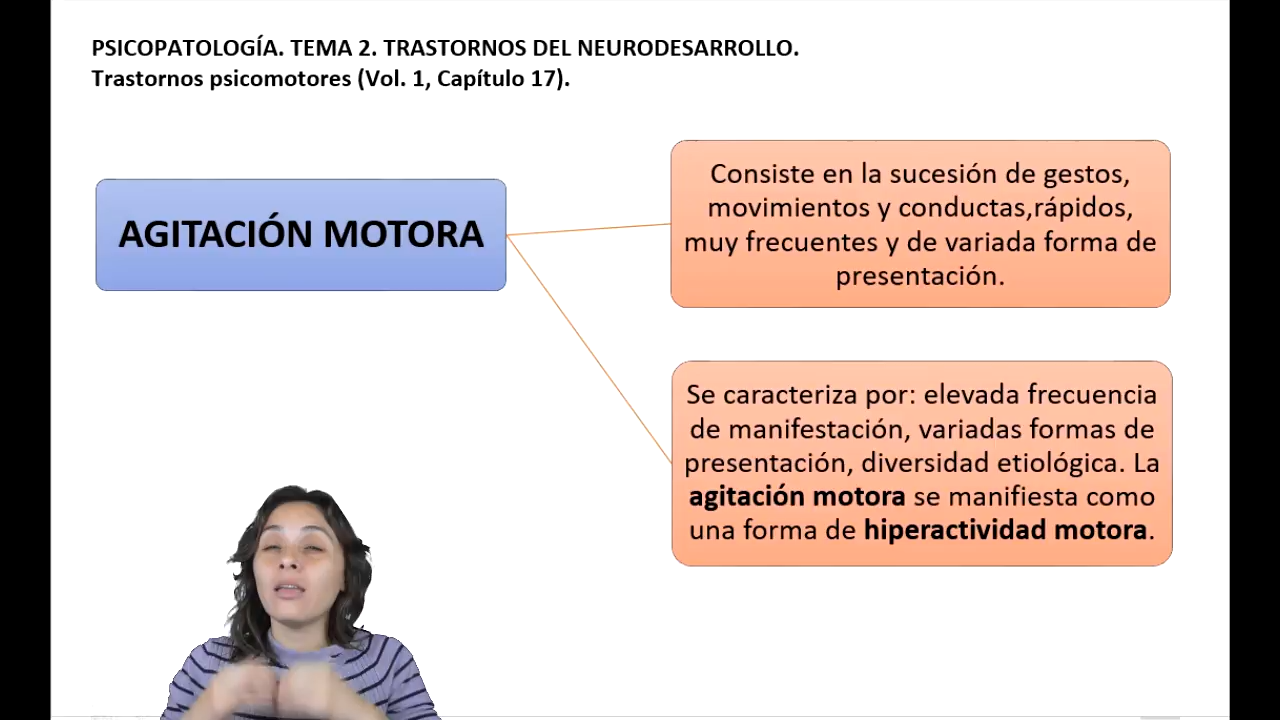 PSICOPATOLOGÍA. TEMA 2. TRASTORNOS DEL NEURODESARROLLO.
Trastornos psicomotores (Vol. 1, Capítulo 17).
AGITACIÓN MOTORA
Consiste en la sucesión de gestos,
movimientos y conductas,rápidos,
muy frecuentes y de variada forma de
presentación.
Se caracteriza por: elevada frecuencia
de manifestación, variadas formas de
presentación, diversidad etiológica. La
agitación motora se manifiesta como
una forma de hiperactividad motora.